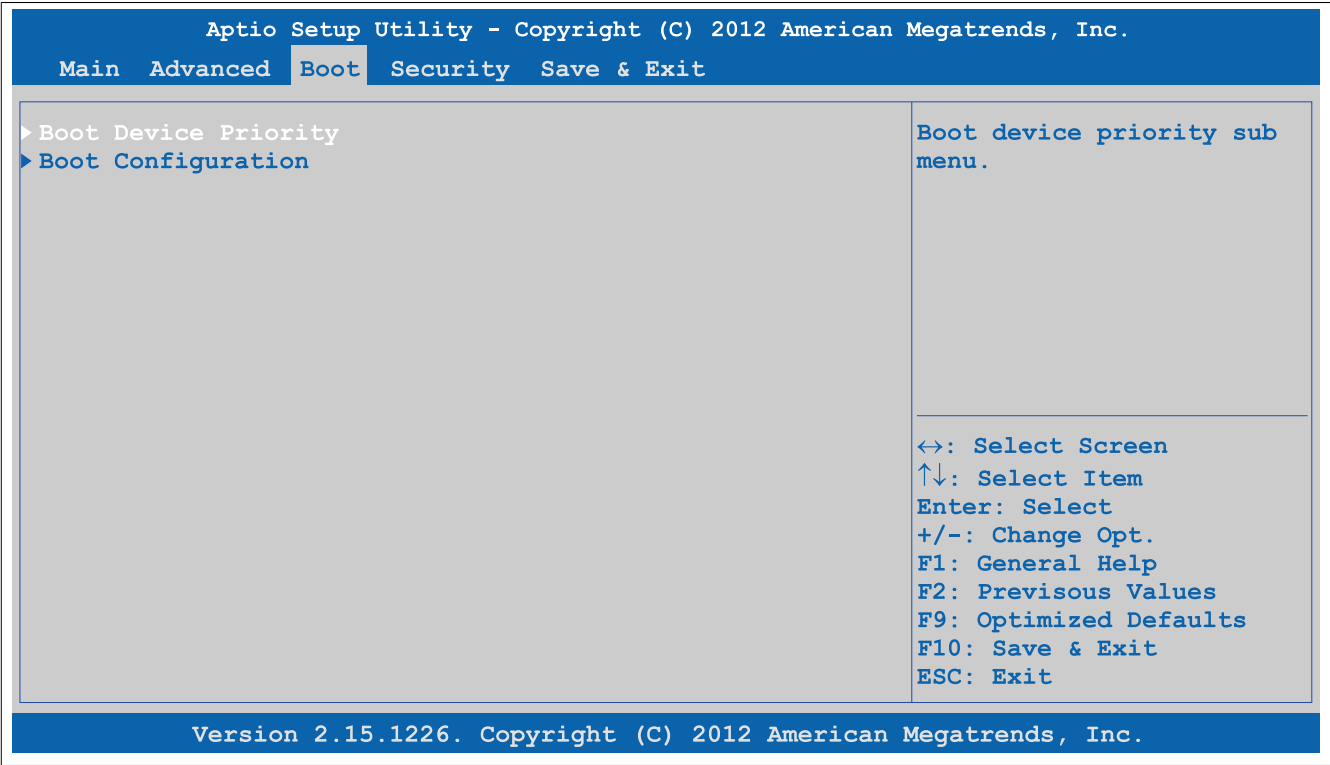 Aptio Setup Utility - Copyright (C) 2012 American Megatrends, Inc.
Main Advanced Boot Security Save & Exit
Boot Device Priority
Boot Configuration
Boot device priority sub
menu.
↔: Select Screen
↑↓: Select Item
Enter: Select
+/-: Change Opt.
F1: General Help
F2: Previsous Values
F9: Optimized Defaults
F10: Save & Exit
ESC: Exit
Version 2.15.1226. Copyright (C) 2012 American Megatrends, Inc.